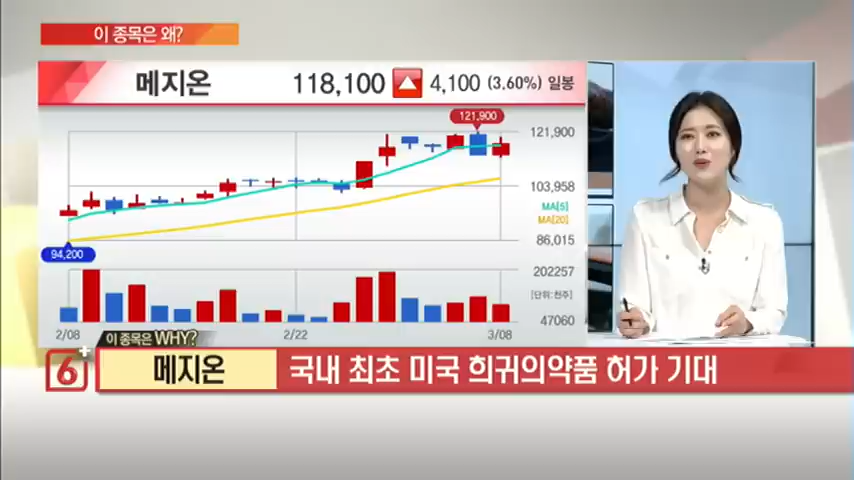 이 종목은 왜?
메지온 118,100 4,100 (3.60%) 일봉
121,900
121,900
103,958
MA[5]
MA[20]
86,015
94,200
202257
[단위:천주]
47060
2/08 2/22 3/08
이 종목은 WHY?
6+ 메지온 국내 최초 미국 희귀의약품 허가 기대